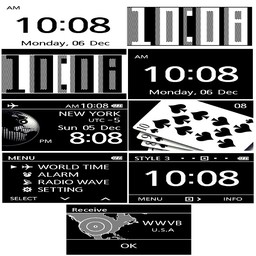 AM
10:08
Monday, 06 Dec
10:08
10:08
AM
10:08
Monday, 06 Dec
AM 10:08
NEW YORK
UTC -5
Sun 05 Dec
PM 8:08
08
MENU
WORLD TIME
ALARM
RADIO WAVE
SETTING
SELECT
STYLE 3
10:08
MENU INFO
Receive
WWVB
U.S.A
OK